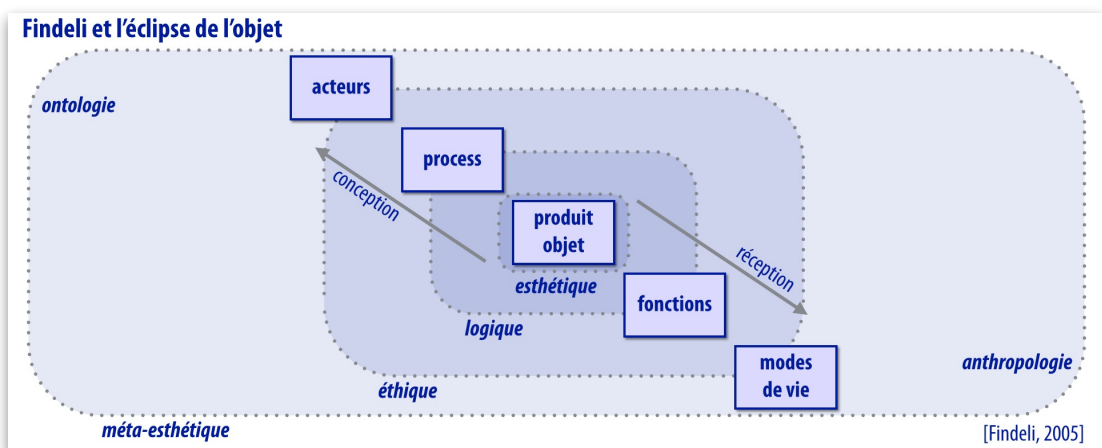 Findeli et l’éclipse de l’objet
acteurs
ontologie
process
conception
produit
objet
réception
esthétique
fonctions
logique
modes
de vie
anthropologie
éthique
méta-esthétique
[Findeli, 2005]